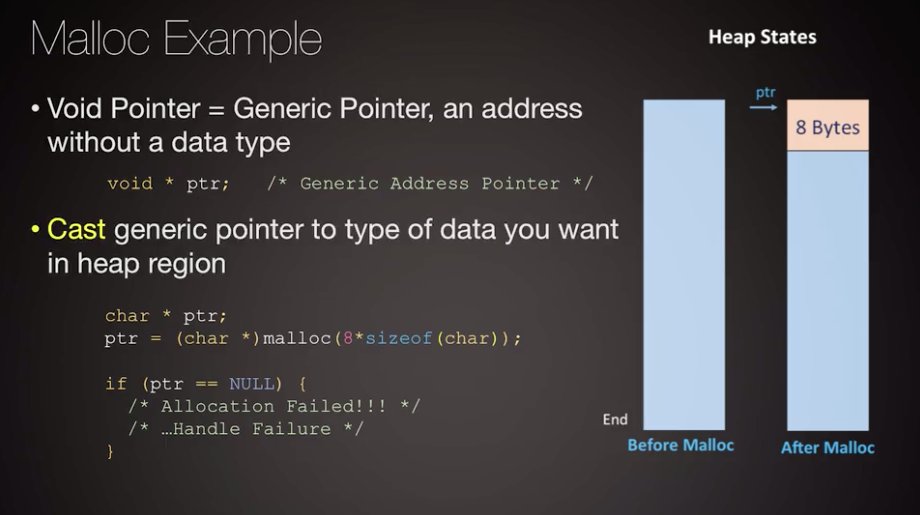 Malloc Example
• Void Pointer = Generic Pointer, an address
without a data type
void * ptr;   /* Generic Address Pointer */
• Cast generic pointer to type of data you want
in heap region
char * ptr;
ptr = (char *)malloc(8*sizeof(char));
if (ptr == NULL) {
/* Allocation Failed!!! */
/* …Handle Failure */
}
Heap States
ptr
8 Bytes
End
Before Malloc
After Malloc